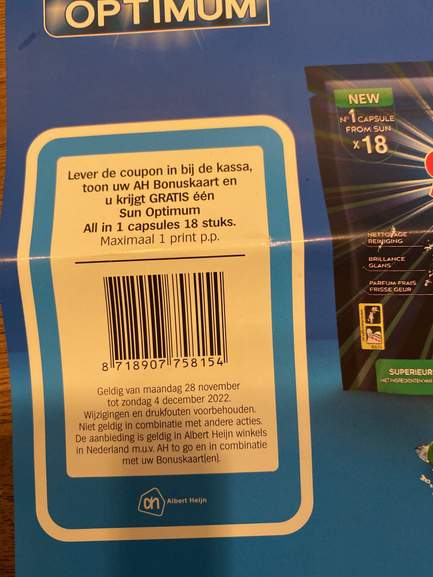 OPTIMUM
Lever de coupon in bij de kassa,
toon uw AH Bonuskaart en
u krijgt GRATIS één
Sun Optimum
All in 1 capsules 18 stuks.
Maximaal 1 print p.p.
8 718907 758154
Geldig van maandag 28 november
tot zondag 4 december 2022.
Wijzigingen en drukfouten voorbehouden.
Niet geldig in combinatie met andere acties.
De aanbieding is geldig in Albert Heijn winkels
in Nederland m.u.v. AH to go en in combinatie
met uw Bonuskaart[en].
ah Albert Heijn
NEW
N°1 CAPSULE
FROM SUN
x18
NETTOYAGE
REINIGING
BRILLANCE
GLANS
PARFUM FRAIS
FRISSE GEUR
SUPERIEUR